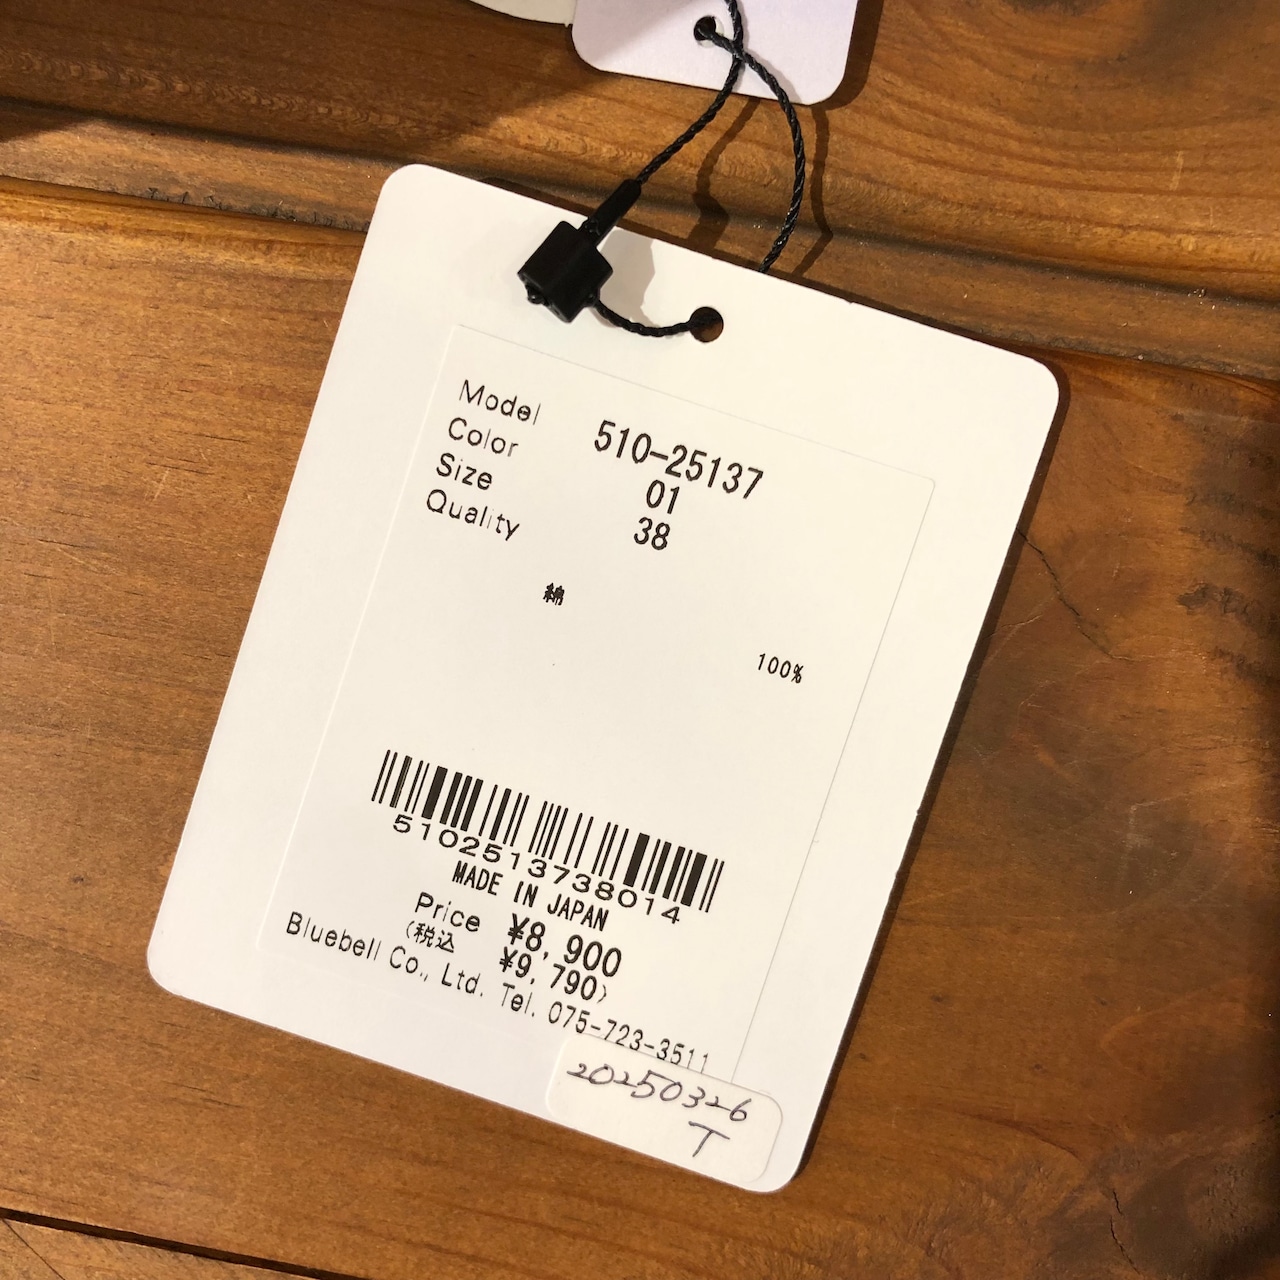 Model 510-25137
Color 01
Size 38
Quality
綿
100%
5102513738014
MADE IN JAPAN
Price ¥8,900
(税込 ¥9,790)
Bluebell Co., Ltd. Tel. 075-723-3511
20250326
T